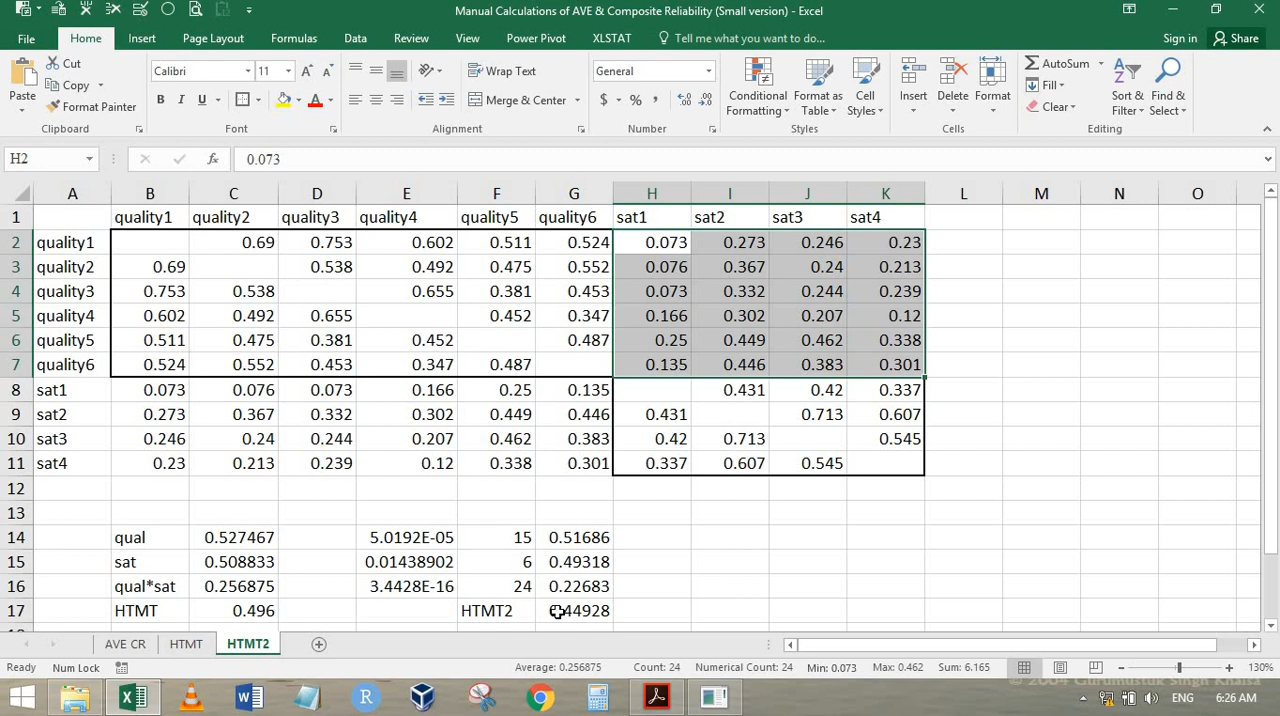 Manual Calculations of AVE & Composite Reliability (Small version) - Excel
File Home Insert Page Layout Formulas Data Review View Power Pivot XLSTAT Tell me what you want to do... Sign in Share
Paste Cut Copy Format Painter Clipboard
Calibri 11 A A B I U A Font
Wrap Text Merge & Center Alignment
General $ % , Number
Conditional Formatting Format as Table Cell Styles Styles
Insert Delete Format Cells
AutoSum Fill Clear Sort & Filter Find & Select Editing
H2 fx 0.073
A B C D E F G H I J K L M N O
1 quality1 quality2 quality3 quality4 quality5 quality6 sat1 sat2 sat3 sat4
2 quality1 0.69 0.753 0.602 0.511 0.524 0.073 0.273 0.246 0.23
3 quality2 0.69 0.538 0.492 0.475 0.552 0.076 0.367 0.24 0.213
4 quality3 0.753 0.538 0.655 0.381 0.453 0.073 0.332 0.244 0.239
5 quality4 0.602 0.492 0.655 0.452 0.347 0.166 0.302 0.207 0.12
6 quality5 0.511 0.475 0.381 0.452 0.487 0.25 0.449 0.462 0.338
7 quality6 0.524 0.552 0.453 0.347 0.487 0.135 0.446 0.383 0.301
8 sat1 0.073 0.076 0.073 0.166 0.25 0.135 0.431 0.42 0.337
9 sat2 0.273 0.367 0.332 0.302 0.449 0.446 0.431 0.713 0.607
10 sat3 0.246 0.24 0.244 0.207 0.462 0.383 0.42 0.713 0.545
11 sat4 0.23 0.213 0.239 0.12 0.338 0.301 0.337 0.607 0.545
12
13
14 qual 0.527467 5.0192E-05 15 0.51686
15 sat 0.508833 0.01438902 6 0.49318
16 qual*sat 0.256875 3.4428E-16 24 0.22683
17 HTMT 0.496 HTMT2 44928
AVE CR HTMT HTMT2
Ready Num Lock Average: 0.256875 Count: 24 Numerical Count: 24 Min: 0.073 Max: 0.462 Sum: 6.165 130%
© 2009 Gurumustuk Singh Khalsa
ENG 6:26 AM